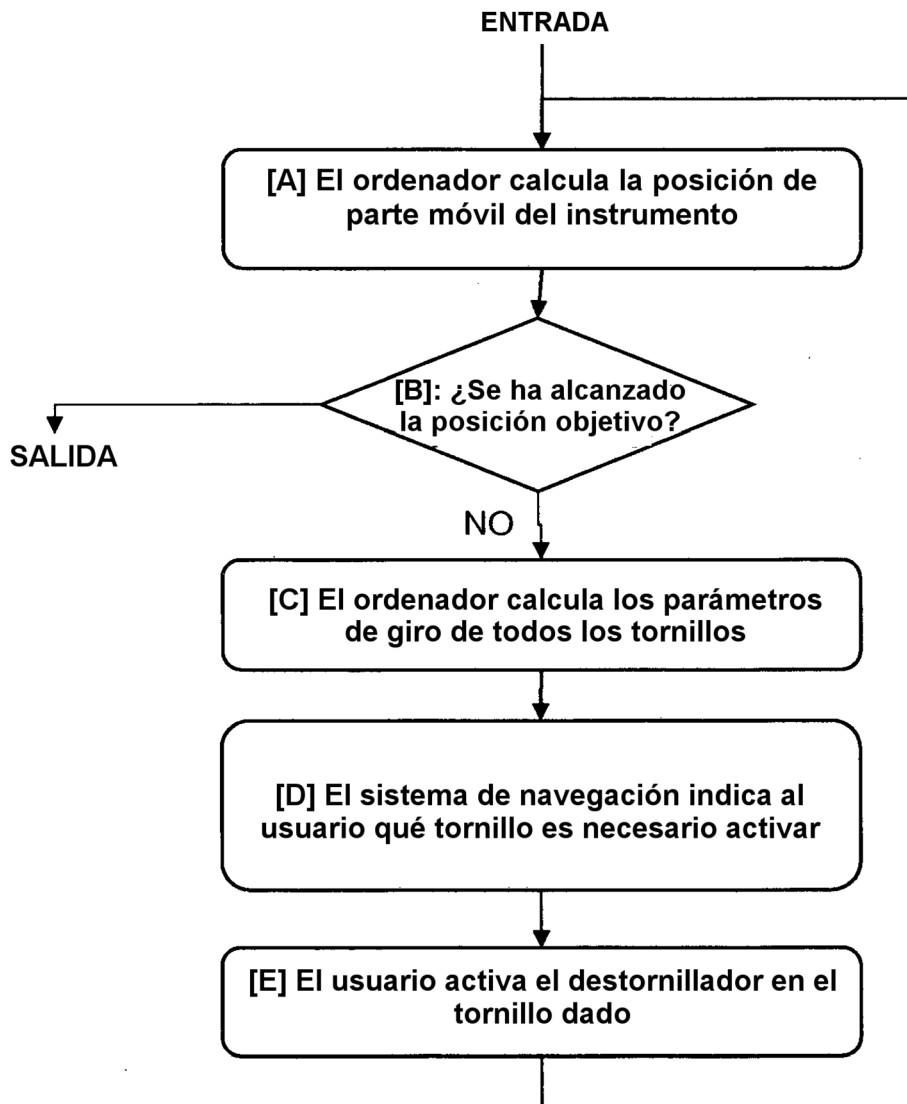 ENTRADA
[A] El ordenador calcula la posición de
parte móvil del instrumento
[B]: ¿Se ha alcanzado
la posición objetivo?
SALIDA
NO
[C] El ordenador calcula los parámetros
de giro de todos los tornillos
[D] El sistema de navegación indica al
usuario qué tornillo es necesario activar
[E] El usuario activa el destornillador en el
tornillo dado